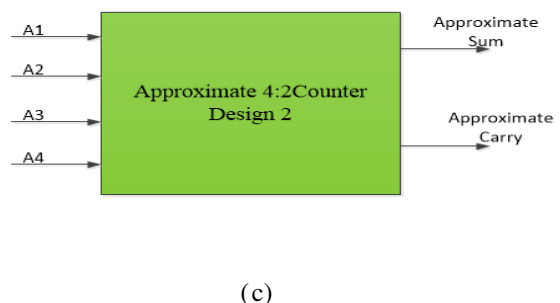 A1
A2
A3
A4
Approximate 4:2Counter
Design 2
Approximate
Sum
Approximate
Carry
(c)